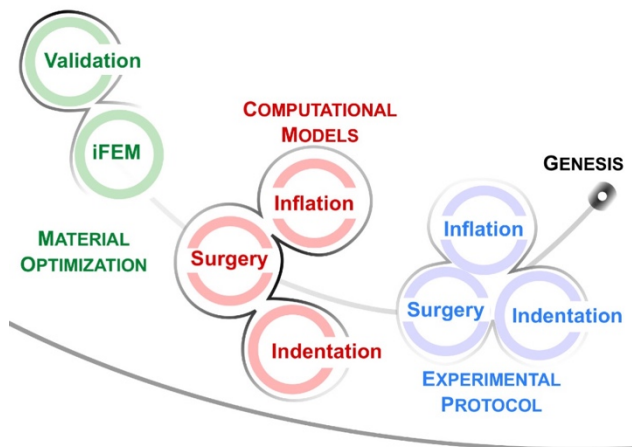 Validation
iFEM
MATERIAL
OPTIMIZATION
COMPUTATIONAL
MODELS
Inflation
Surgery
Indentation
GENESIS
Inflation
Surgery
Indentation
EXPERIMENTAL
PROTOCOL